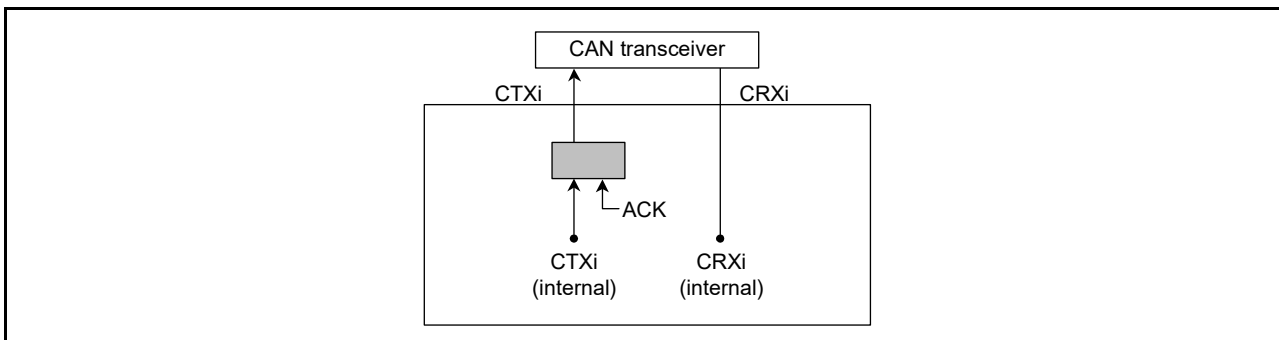 CAN transceiver
CTXi CRXi
ACK
CTXi CRXi
(internal) (internal)